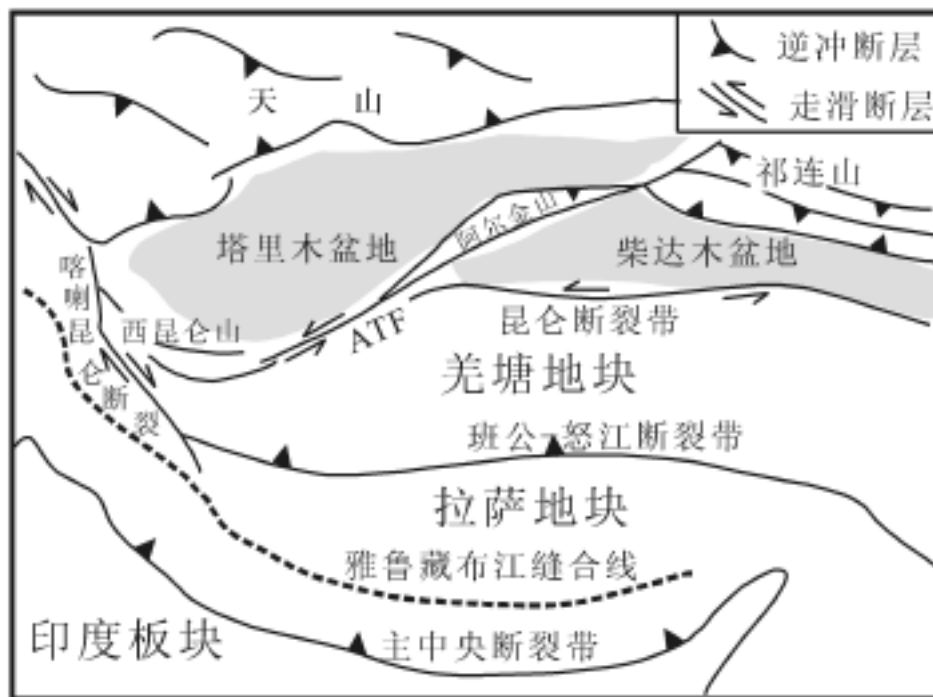 逆冲断层
走滑断层
天山
祁连山
阿尔金山
塔里木盆地
柴达木盆地
喀喇昆仑断裂
西昆仑山
ATF
昆仑断裂带
羌塘地块
班公-怒江断裂带
拉萨地块
雅鲁藏布江缝合线
印度板块
主中央断裂带